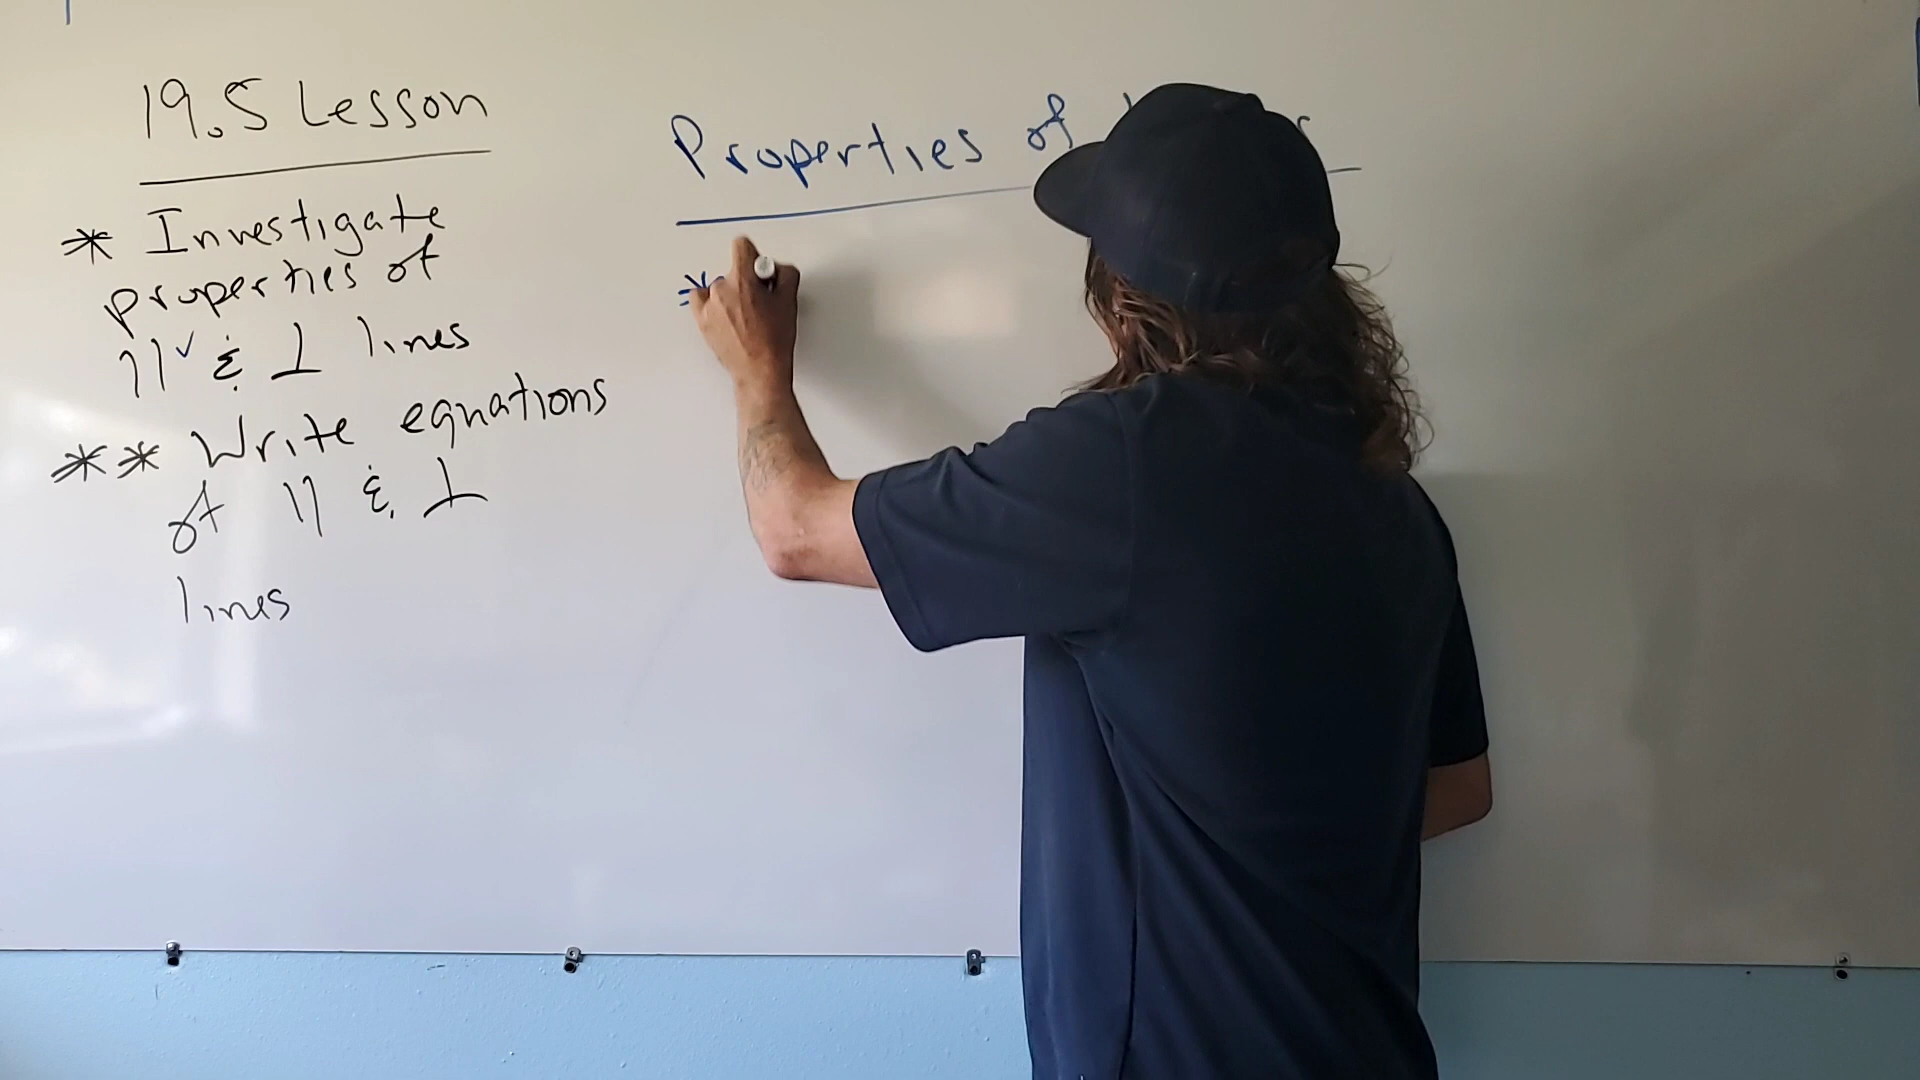 19.5 Lesson
* Investigate
properties of
||✓ & ⊥ lines
** Write equations
of || & ⊥
lines
Properties of
*